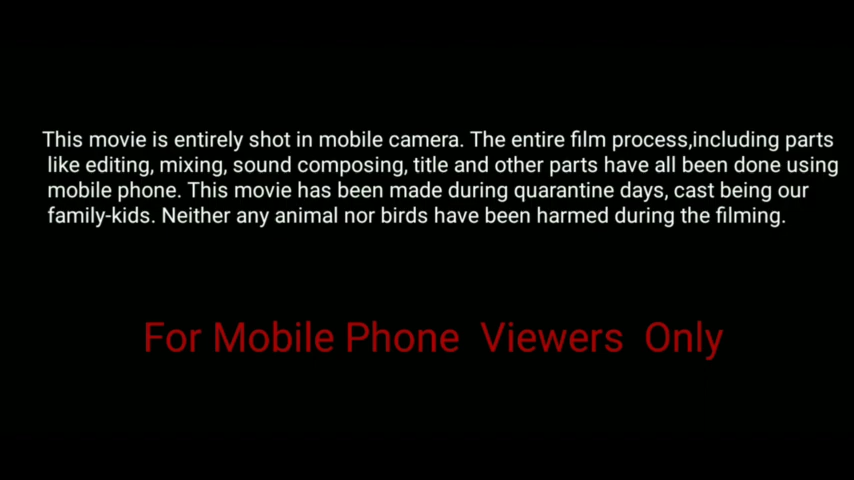 This movie is entirely shot in mobile camera. The entire film process,including parts
like editing, mixing, sound composing, title and other parts have all been done using
mobile phone. This movie has been made during quarantine days, cast being our
family-kids. Neither any animal nor birds have been harmed during the filming.
For Mobile Phone Viewers Only